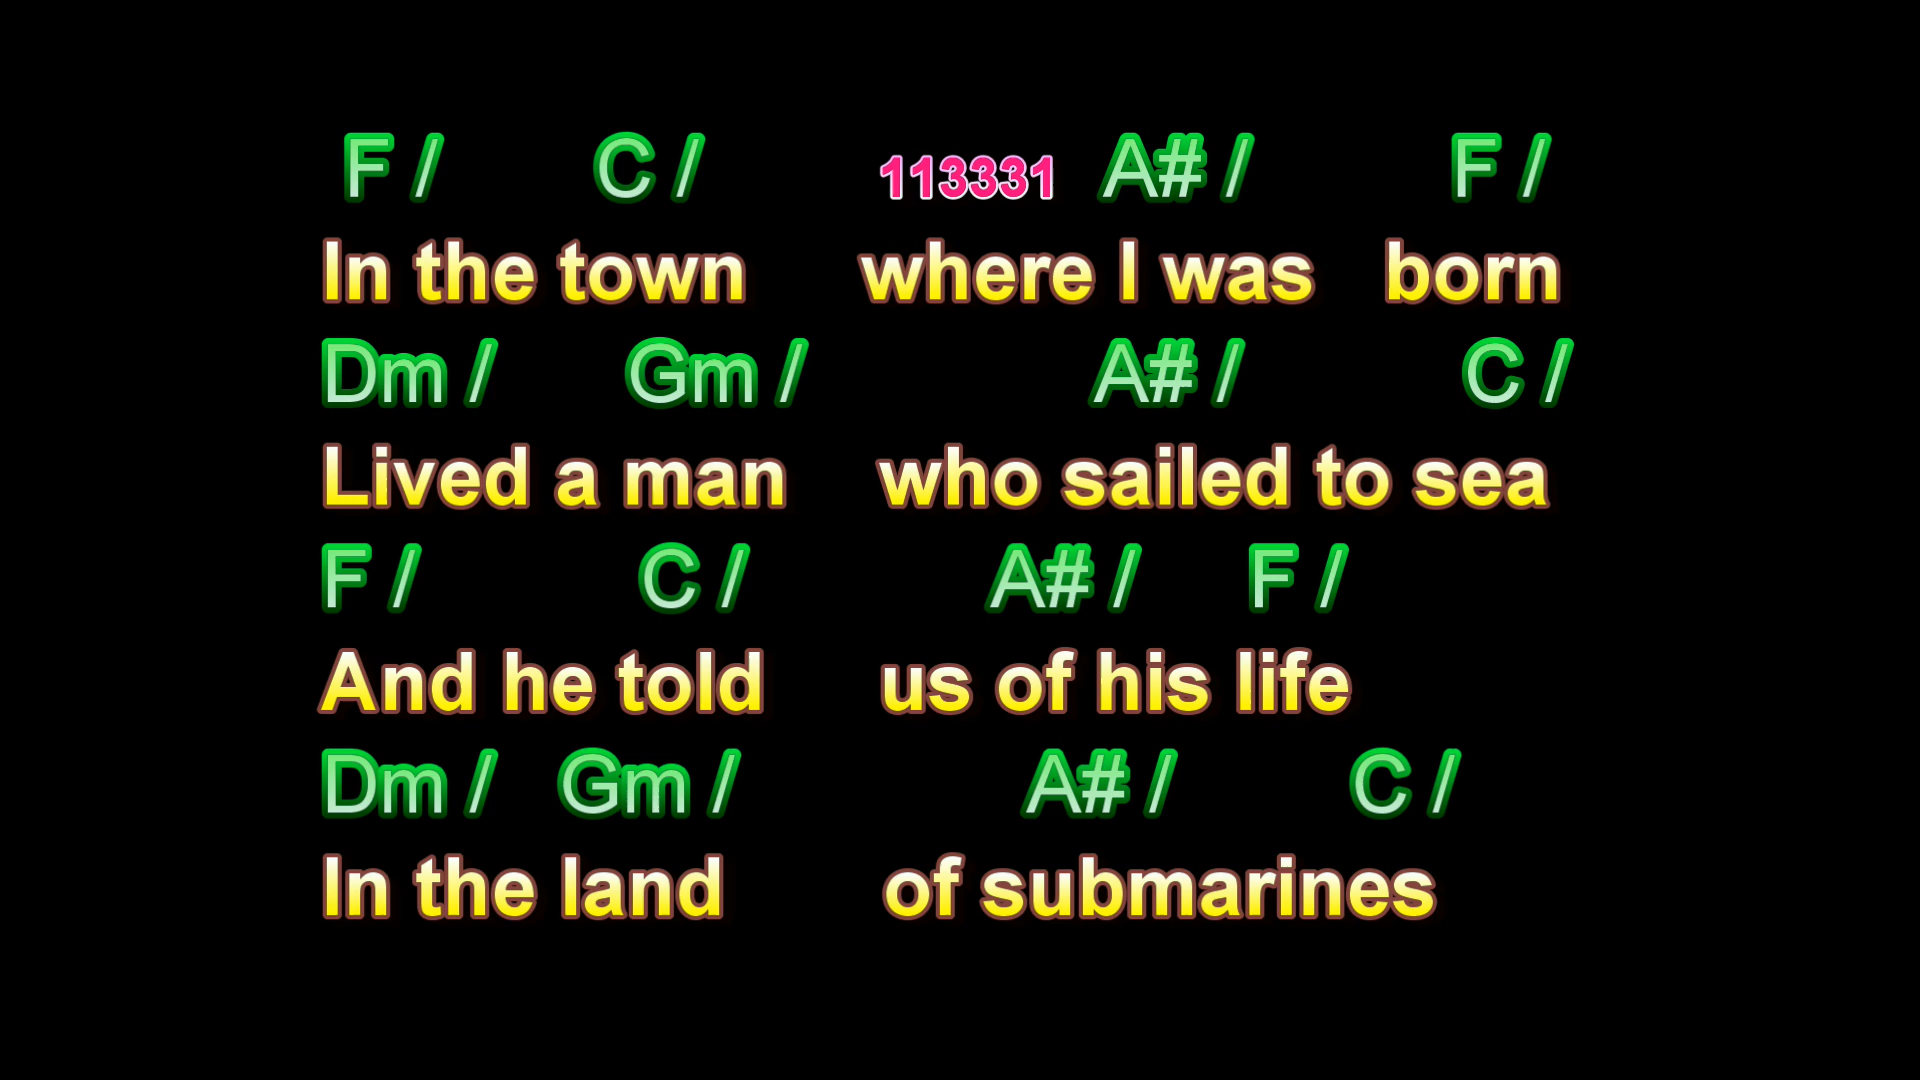 F / C / 113331 A# / F /
In the town where I was born
Dm / Gm / A# / C /
Lived a man who sailed to sea
F / C / A# / F /
And he told us of his life
Dm / Gm / A# / C /
In the land of submarines